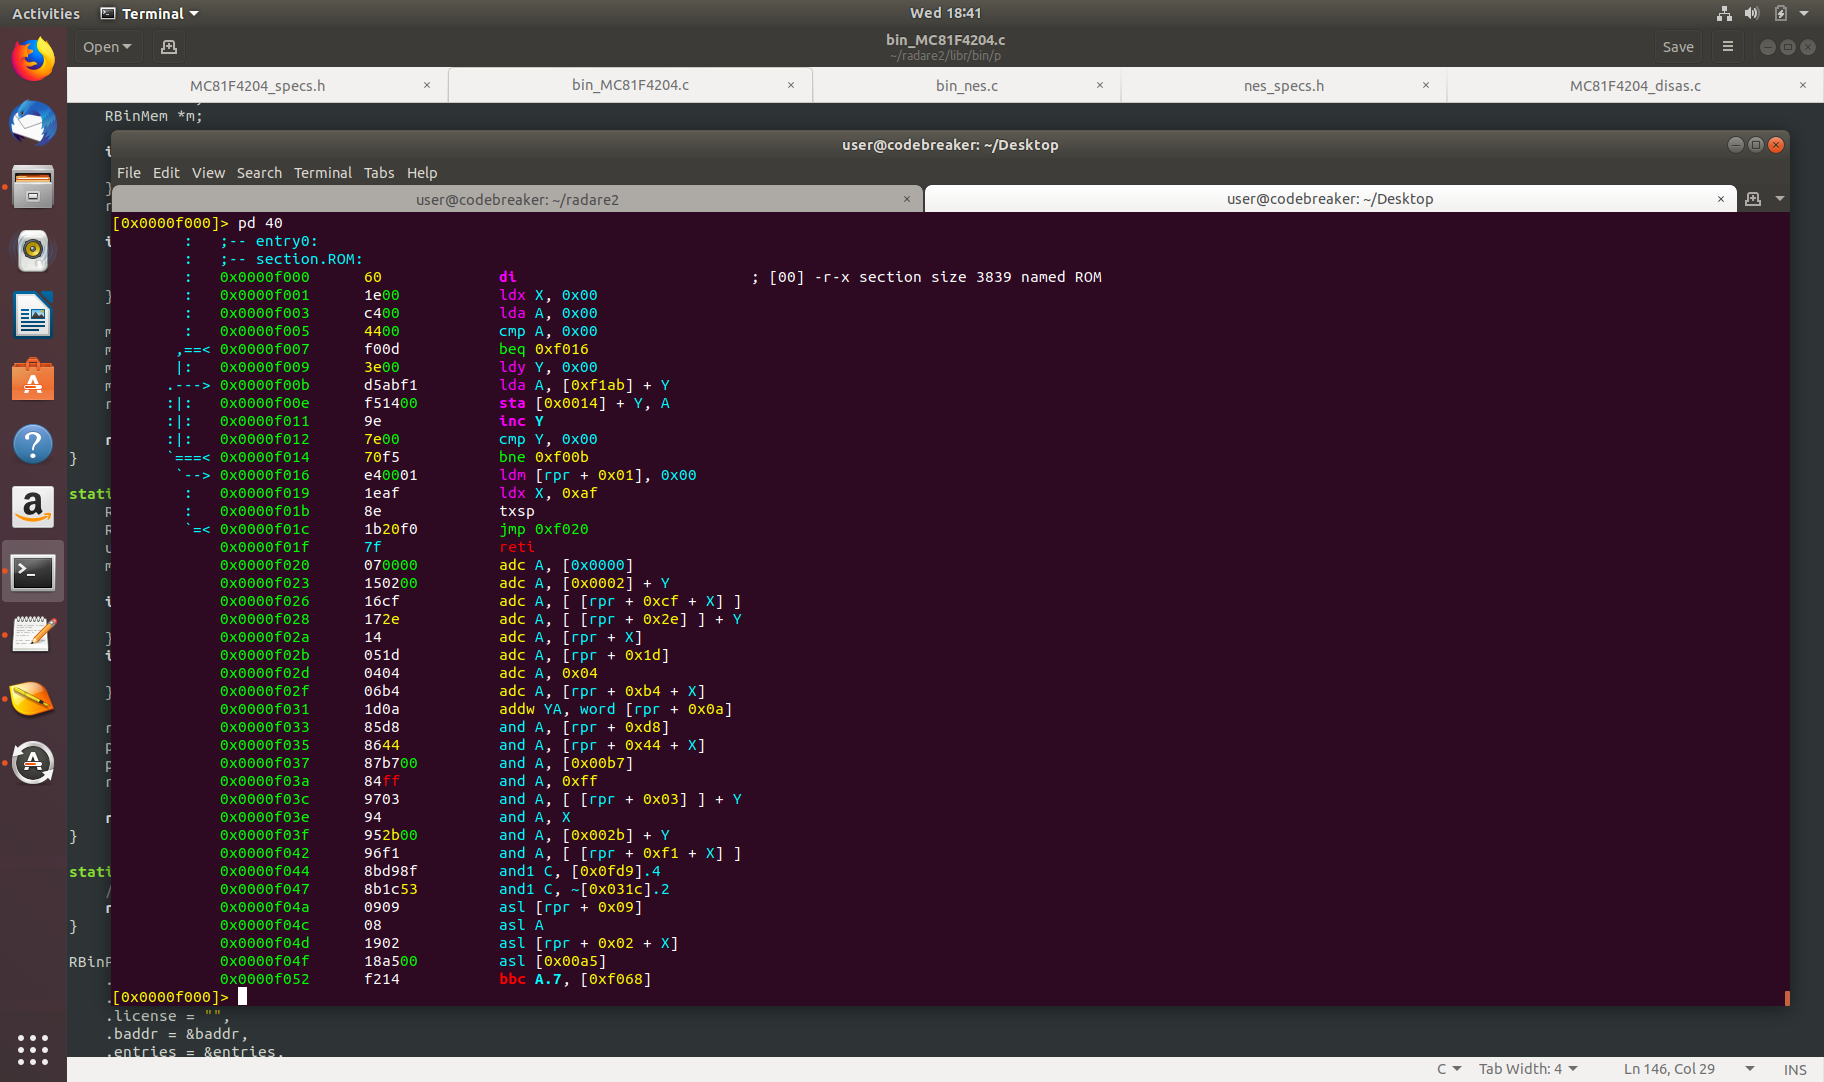 Activities Terminal Wed 18:41
Open bin_MC81F4204.c Save
~/radare2/libr/bin/p
MC81F4204_specs.h × bin_MC81F4204.c × bin_nes.c × nes_specs.h × MC81F4204_disas.c ×
RBinMem *m;
user@codebreaker: ~/Desktop
File Edit View Search Terminal Tabs Help
user@codebreaker: ~/radare2 × user@codebreaker: ~/Desktop ×
[0x0000f000]> pd 40
: ;-- entry0:
: ;-- section.ROM:
: 0x0000f000 60 di ; [00] -r-x section size 3839 named ROM
: 0x0000f001 1e00 ldx X, 0x00
: 0x0000f003 c400 lda A, 0x00
: 0x0000f005 4400 cmp A, 0x00
,==< 0x0000f007 f00d beq 0xf016
|: 0x0000f009 3e00 ldy Y, 0x00
.---> 0x0000f00b d5abf1 lda A, [0xf1ab] + Y
:|: 0x0000f00e f51400 sta [0x0014] + Y, A
:|: 0x0000f011 9e inc Y
:|: 0x0000f012 7e00 cmp Y, 0x00
`===< 0x0000f014 70f5 bne 0xf00b
`--> 0x0000f016 e40001 ldm [rpr + 0x01], 0x00
: 0x0000f019 1eaf ldx X, 0xaf
: 0x0000f01b 8e txsp
`=< 0x0000f01c 1b20f0 jmp 0xf020
0x0000f01f 7f reti
0x0000f020 070000 adc A, [0x0000]
0x0000f023 150200 adc A, [0x0002] + Y
0x0000f026 16cf adc A, [ [rpr + 0xcf + X] ]
0x0000f028 172e adc A, [ [rpr + 0x2e] ] + Y
0x0000f02a 14 adc A, [rpr + X]
0x0000f02b 051d adc A, [rpr + 0x1d]
0x0000f02d 0404 adc A, 0x04
0x0000f02f 06b4 adc A, [rpr + 0xb4 + X]
0x0000f031 1d0a addw YA, word [rpr + 0x0a]
0x0000f033 85d8 and A, [rpr + 0xd8]
0x0000f035 8644 and A, [rpr + 0x44 + X]
0x0000f037 87b700 and A, [0x00b7]
0x0000f03a 84ff and A, 0xff
0x0000f03c 9703 and A, [ [rpr + 0x03] ] + Y
0x0000f03e 94 and A, X
0x0000f03f 952b00 and A, [0x002b] + Y
0x0000f042 96f1 and A, [ [rpr + 0xf1 + X] ]
0x0000f044 8bd98f and1 C, [0x0fd9].4
0x0000f047 8b1c53 and1 C, ~[0x031c].2
0x0000f04a 0909 asl [rpr + 0x09]
0x0000f04c 08 asl A
0x0000f04d 1902 asl [rpr + 0x02 + X]
0x0000f04f 18a500 asl [0x00a5]
0x0000f052 f214 bbc A.7, [0xf068]
[0x0000f000]>
.license = "",
.baddr = &baddr,
.entries = &entries,
C Tab Width: 4 Ln 146, Col 29 INS